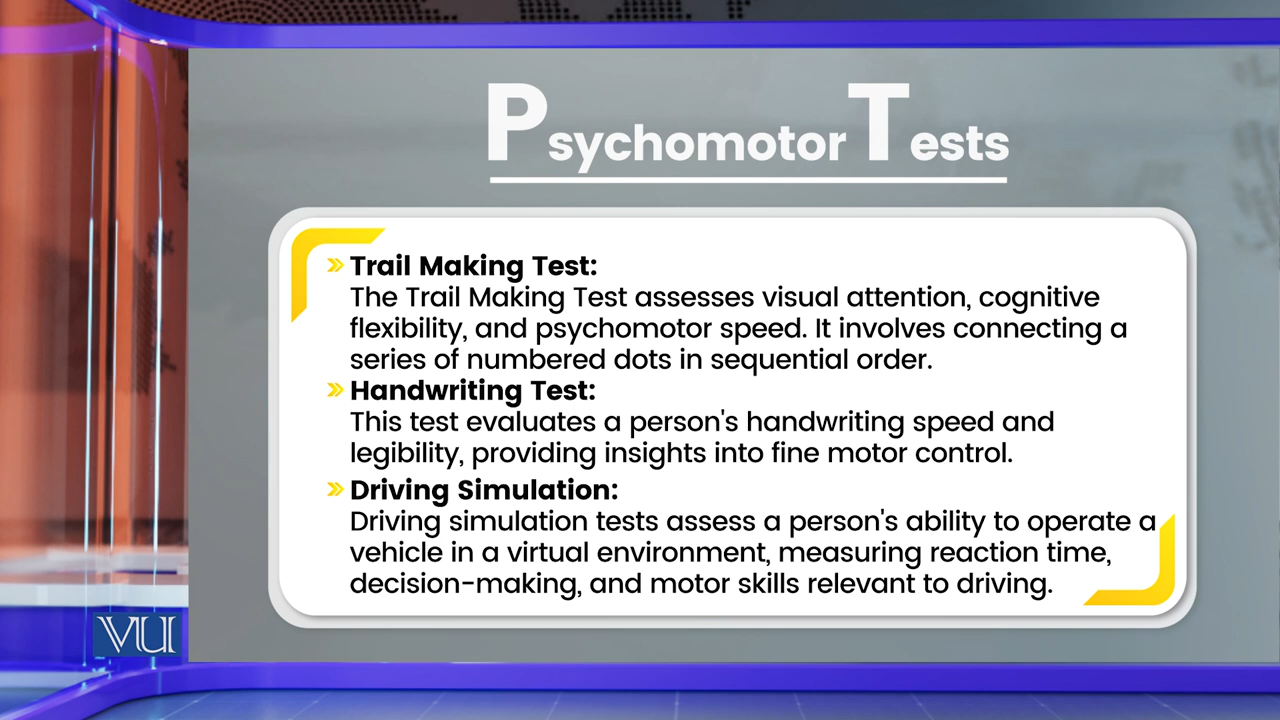 Psychomotor Tests
Trail Making Test:
The Trail Making Test assesses visual attention, cognitive
flexibility, and psychomotor speed. It involves connecting a
series of numbered dots in sequential order.
Handwriting Test:
This test evaluates a person's handwriting speed and
legibility, providing insights into fine motor control.
Driving Simulation:
Driving simulation tests assess a person's ability to operate a
vehicle in a virtual environment, measuring reaction time,
decision-making, and motor skills relevant to driving.
VU